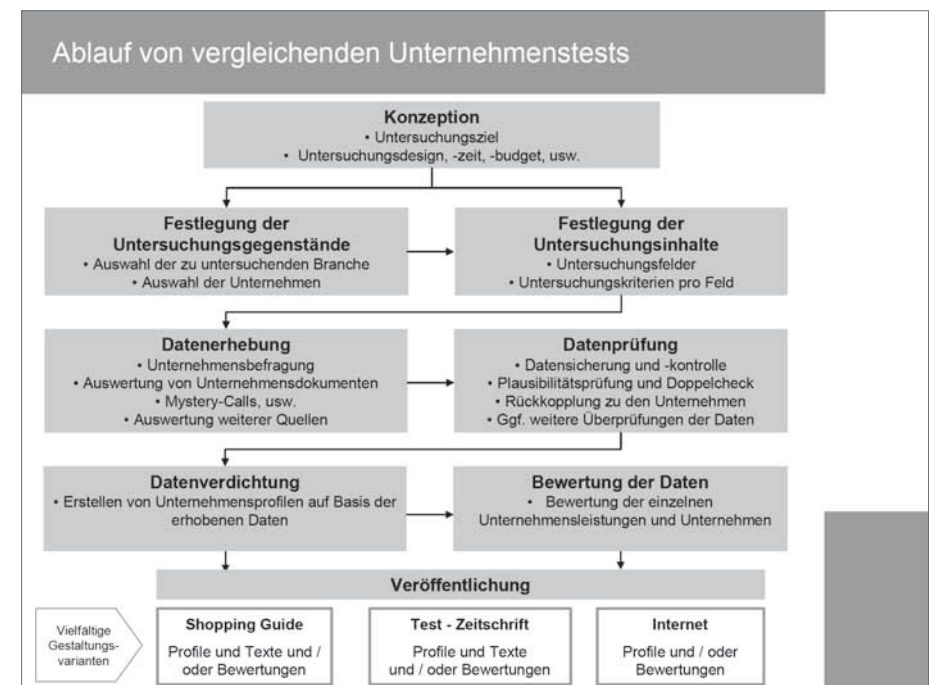 Ablauf von vergleichenden Unternehmenstests
Konzeption
• Untersuchungsziel
• Untersuchungsdesign, -zeit, -budget, usw.
Festlegung der
Untersuchungsgegenstände
• Auswahl der zu untersuchenden Branche
• Auswahl der Unternehmen
Festlegung der
Untersuchungsinhalte
• Untersuchungsfelder
• Untersuchungskriterien pro Feld
Datenerhebung
• Unternehmensbefragung
• Auswertung von Unternehmensdokumenten
• Mystery-Calls, usw.
• Auswertung weiterer Quellen
Datenprüfung
• Datensicherung und -kontrolle
• Plausibilitätsprüfung und Doppelcheck
• Rückkopplung zu den Unternehmen
• Ggf. weitere Überprüfungen der Daten
Datenverdichtung
• Erstellen von Unternehmensprofilen auf Basis der
erhobenen Daten
Bewertung der Daten
• Bewertung der einzelnen
Unternehmensleistungen und Unternehmen
Veröffentlichung
Vielfältige
Gestaltungs-
varianten
Shopping Guide
Profile und Texte und /
oder Bewertungen
Test - Zeitschrift
Profile und Texte
und / oder Bewertungen
Internet
Profile und / oder
Bewertungen